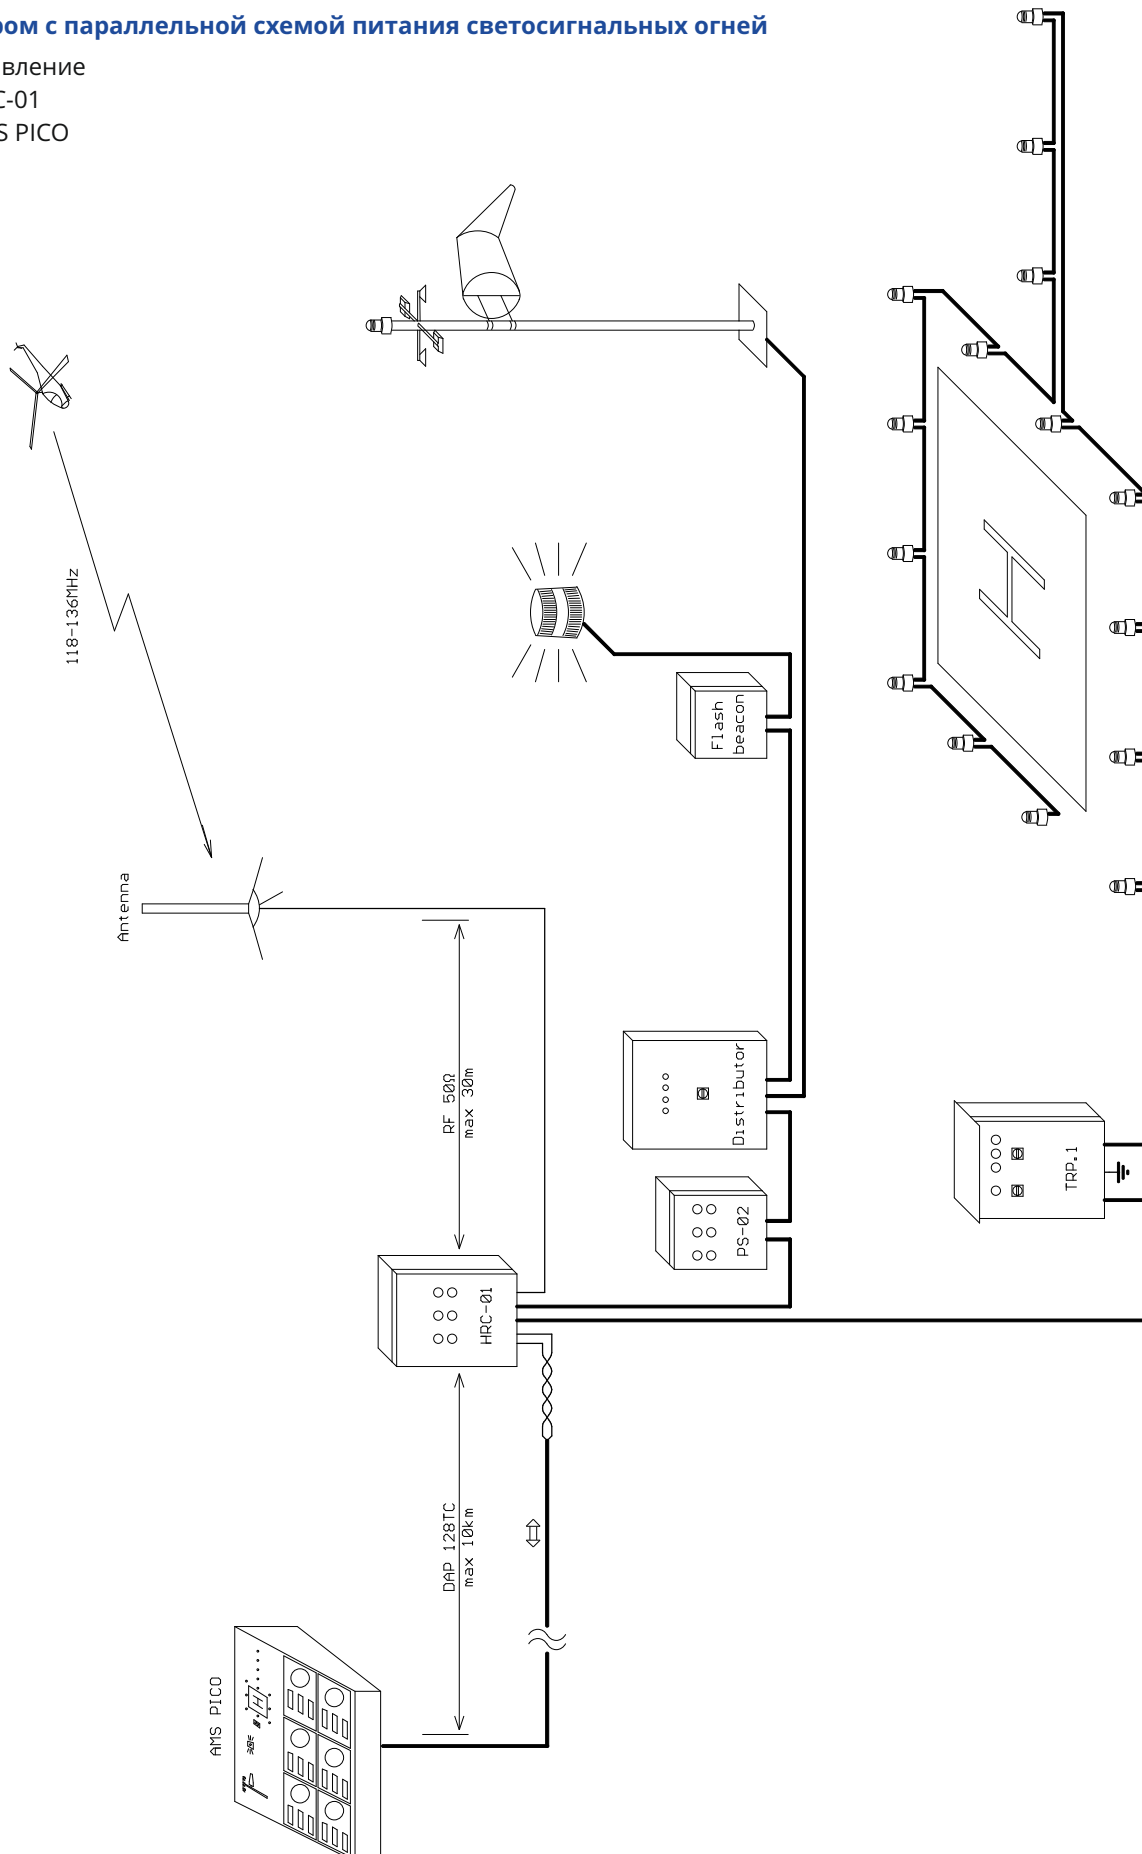 ром с параллельной схемой питания светосигнальных огней
вление
C-01
S PICO
118-136MHz
Antenna
RF 50Ω
max 30m
Flash
beacon
Distributor
PS-02
HRC-01
TRP.1
DAP 128TC
max 10km
AMS PICO
H
H